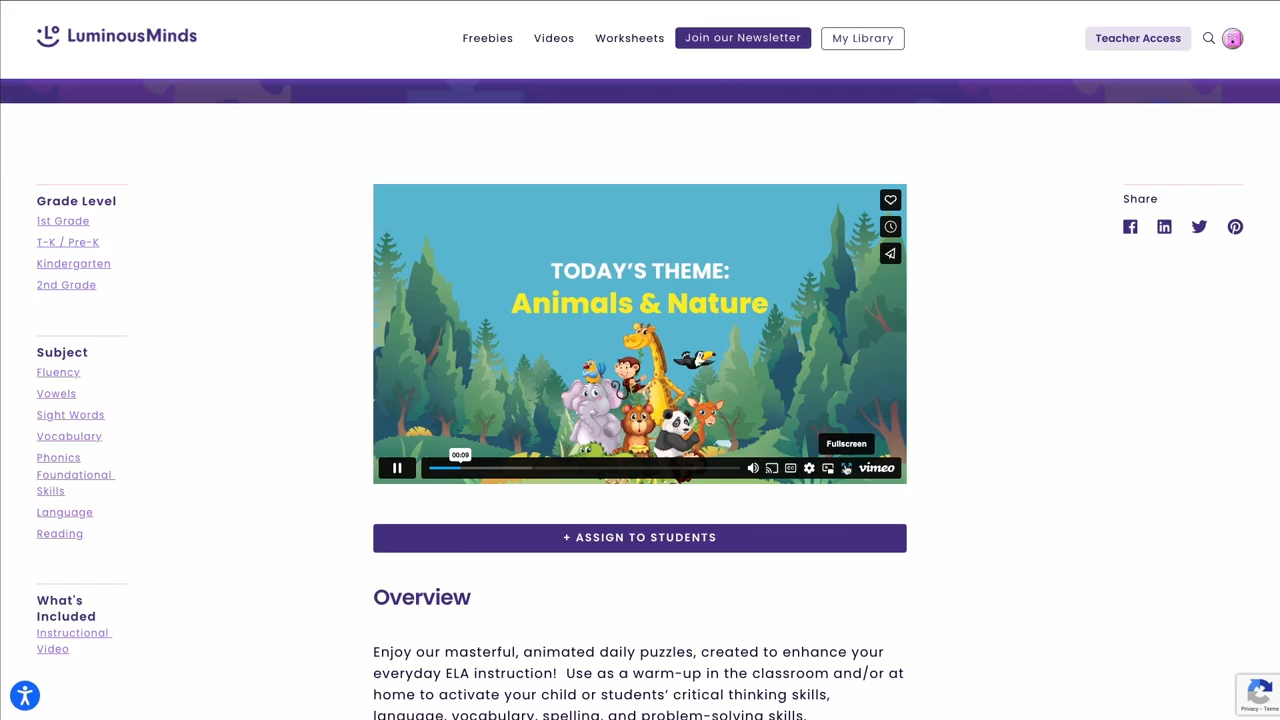 LuminousMinds
Freebies
Videos
Worksheets
Join our Newsletter
My Library
Teacher Access
Grade Level
1st Grade
T-K / Pre-K
Kindergarten
2nd Grade
Subject
Fluency
Vowels
Sight Words
Vocabulary
Phonics
Foundational
Skills
Language
Reading
What's
Included
Instructional
Video
TODAY'S THEME:
Animals & Nature
Fullscreen
00:09
CC
vimeo
+ ASSIGN TO STUDENTS
Overview
Enjoy our masterful, animated daily puzzles, created to enhance your
everyday ELA instruction! Use as a warm-up in the classroom and/or at
home to activate your child or students' critical thinking skills,
language, vocabulary, spelling, and problem-solving skills.
Share
Privacy - Terms